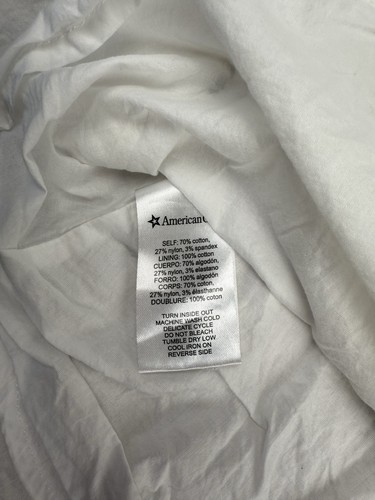 American
SELF: 70% cotton,
27% nylon, 3% spandex
LINING: 100% cotton
CUERPO: 70% algodón,
27% nylon, 3% elastano
FORRO: 100% algodón
CORPS: 70% coton,
27% nylon, 3% élasthanne
DOUBLURE: 100% coton
TURN INSIDE OUT
MACHINE WASH COLD
DELICATE CYCLE
DO NOT BLEACH
TUMBLE DRY LOW
COOL IRON ON
REVERSE SIDE